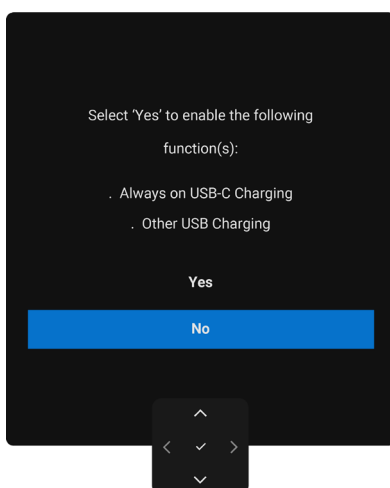 Select ‘Yes’ to enable the following
function(s):
. Always on USB-C Charging
. Other USB Charging
Yes
No